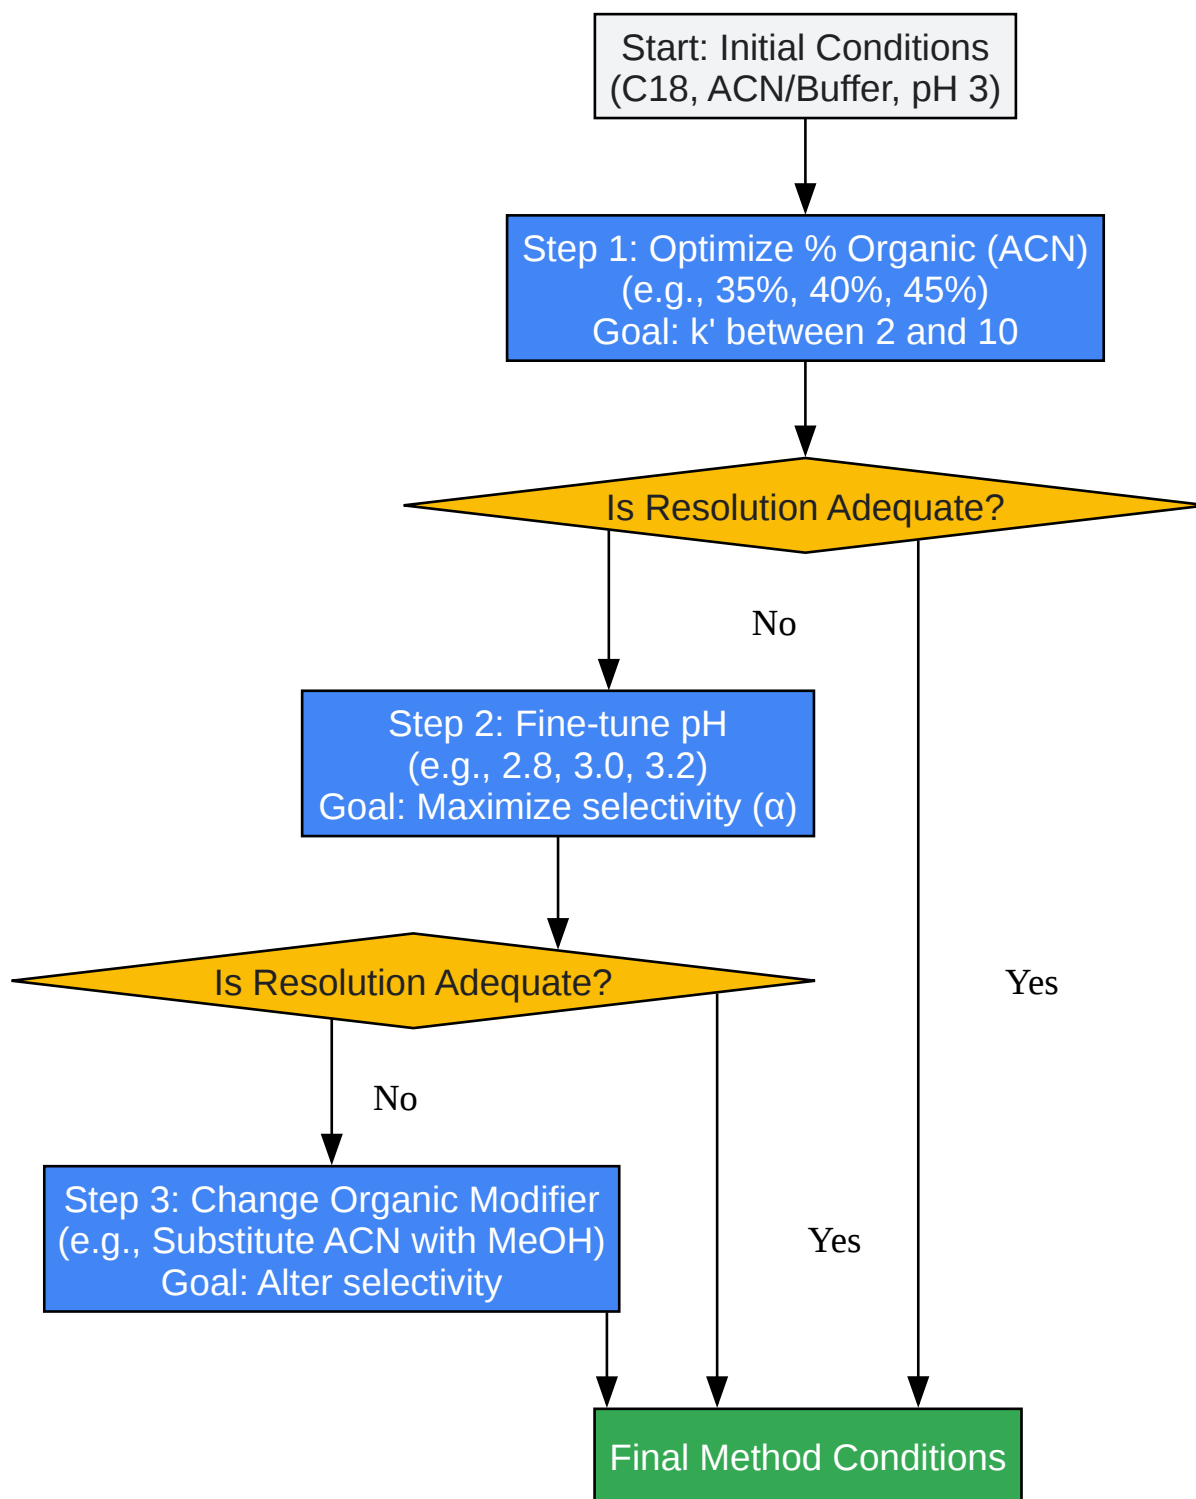 Start: Initial Conditions
(C18, ACN/Buffer, pH 3)
Step 1: Optimize % Organic (ACN)
(e.g., 35%, 40%, 45%)
Goal: k' between 2 and 10
Is Resolution Adequate?
No
Step 2: Fine-tune pH
(e.g., 2.8, 3.0, 3.2)
Goal: Maximize selectivity (α)
Is Resolution Adequate?
Yes
No
Step 3: Change Organic Modifier
(e.g., Substitute ACN with MeOH)
Goal: Alter selectivity
Yes
Final Method Conditions